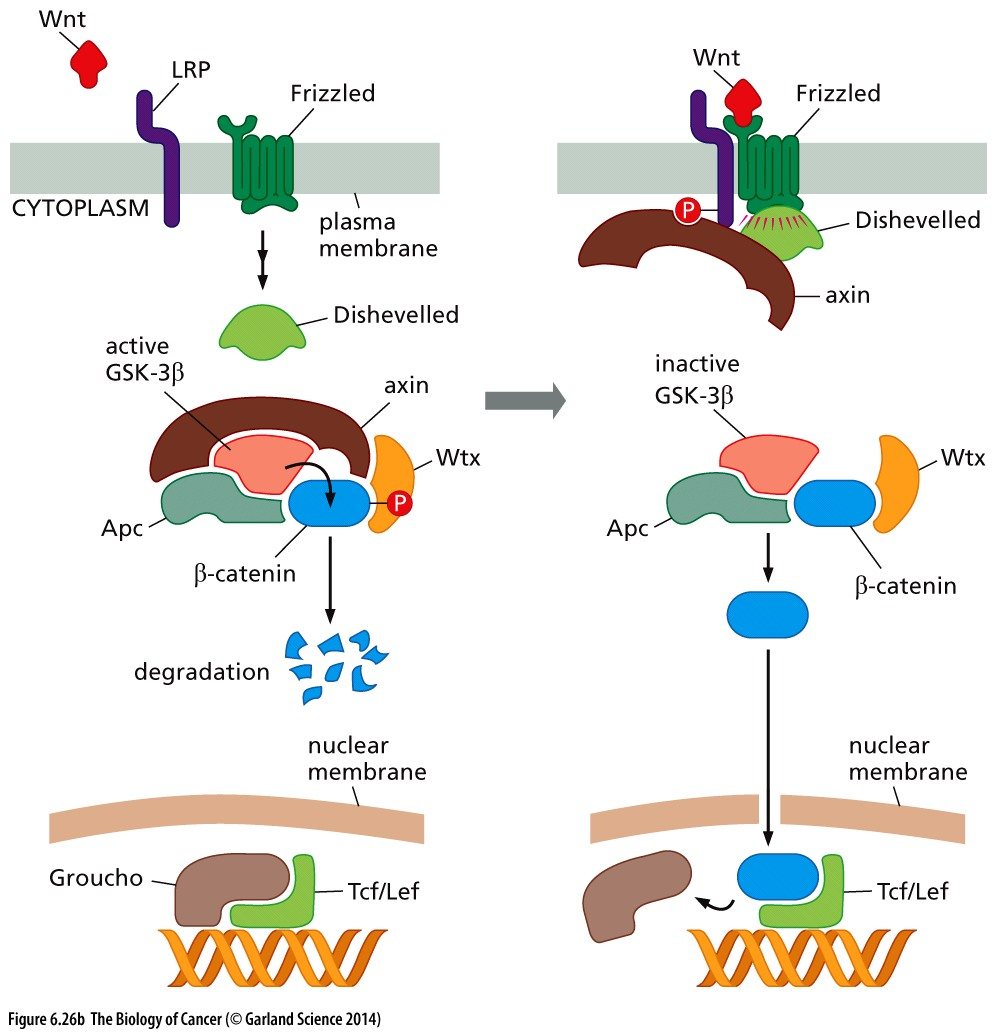 Wnt
LRP
Frizzled
CYTOPLASM
plasma
membrane
Dishevelled
active
GSK-3β
axin
Wtx
P
Apc
β-catenin
degradation
nuclear
membrane
Groucho
Tcf/Lef
Wnt
Frizzled
P
Dishevelled
axin
inactive
GSK-3β
Wtx
Apc
β-catenin
nuclear
membrane
Tcf/Lef
Figure 6.26b The Biology of Cancer (© Garland Science 2014)